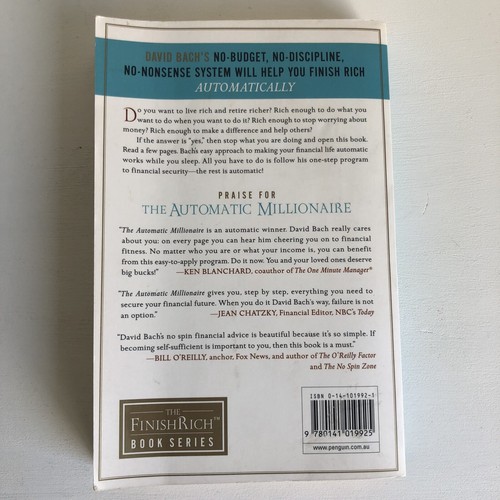 DAVID BACH'S NO-BUDGET, NO-DISCIPLINE,
NO-NONSENSE SYSTEM WILL HELP YOU FINISH RICH
AUTOMATICALLY
Do you want to live rich and retire richer? Rich enough to do what you
want to do when you want to do it? Rich enough to stop worrying about
money? Rich enough to make a difference and help others?
If the answer is "yes," then stop what you are doing and open this book.
Read a few pages. Bach's easy approach to making your financial life automatic
works while you sleep. All you have to do is follow his one-step program
to financial security—the rest is automatic!
PRAISE FOR
THE AUTOMATIC MILLIONAIRE
"The Automatic Millionaire is an automatic winner. David Bach really cares
about you: on every page you can hear him cheering you on to financial
fitness. No matter who you are or what your income is, you can benefit
from this easy-to-apply program. Do it now. You and your loved ones deserve
big bucks!" —KEN BLANCHARD, coauthor of The One Minute Manager®
"The Automatic Millionaire gives you, step by step, everything you need to
secure your financial future. When you do it David Bach's way, failure is not
an option." —JEAN CHATZKY, Financial Editor, NBC's Today
"David Bach's no spin financial advice is beautiful because it's so simple. If
becoming self-sufficient is important to you, then this book is a must."
—BILL O'REILLY, anchor, Fox News, and author of The O'Reilly Factor
and The No Spin Zone
THE
FINISHRICH™
BOOK SERIES
ISBN 0-14-101992-1
9 780141 019925
www.penguin.com